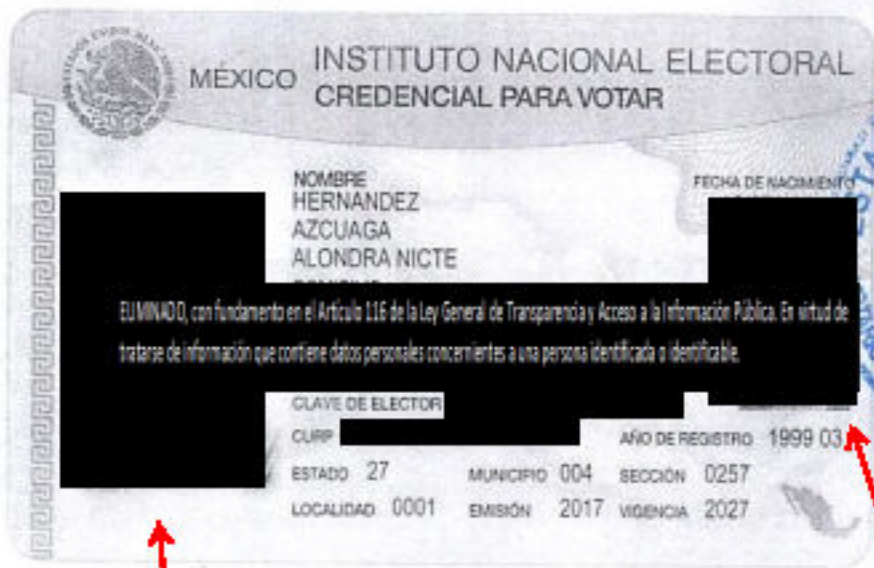 MÉXICO INSTITUTO NACIONAL ELECTORAL
CREDENCIAL PARA VOTAR
NOMBRE
HERNANDEZ
AZCUAGA
ALONDRA NICTE
FECHA DE NACIMIENTO
ELIMINADO, con fundamento en el Artículo 116 de la Ley General de Transparencia y Acceso a la Información Pública. En virtud de
tratarse de información que contiene datos personales concernientes a una persona identificada o identificable.
CLAVE DE ELECTOR
CURP AÑO DE REGISTRO 1999 03
ESTADO 27 MUNICIPIO 004 SECCIÓN 0257
LOCALIDAD 0001 EMISIÓN 2017 VIGENCIA 2027